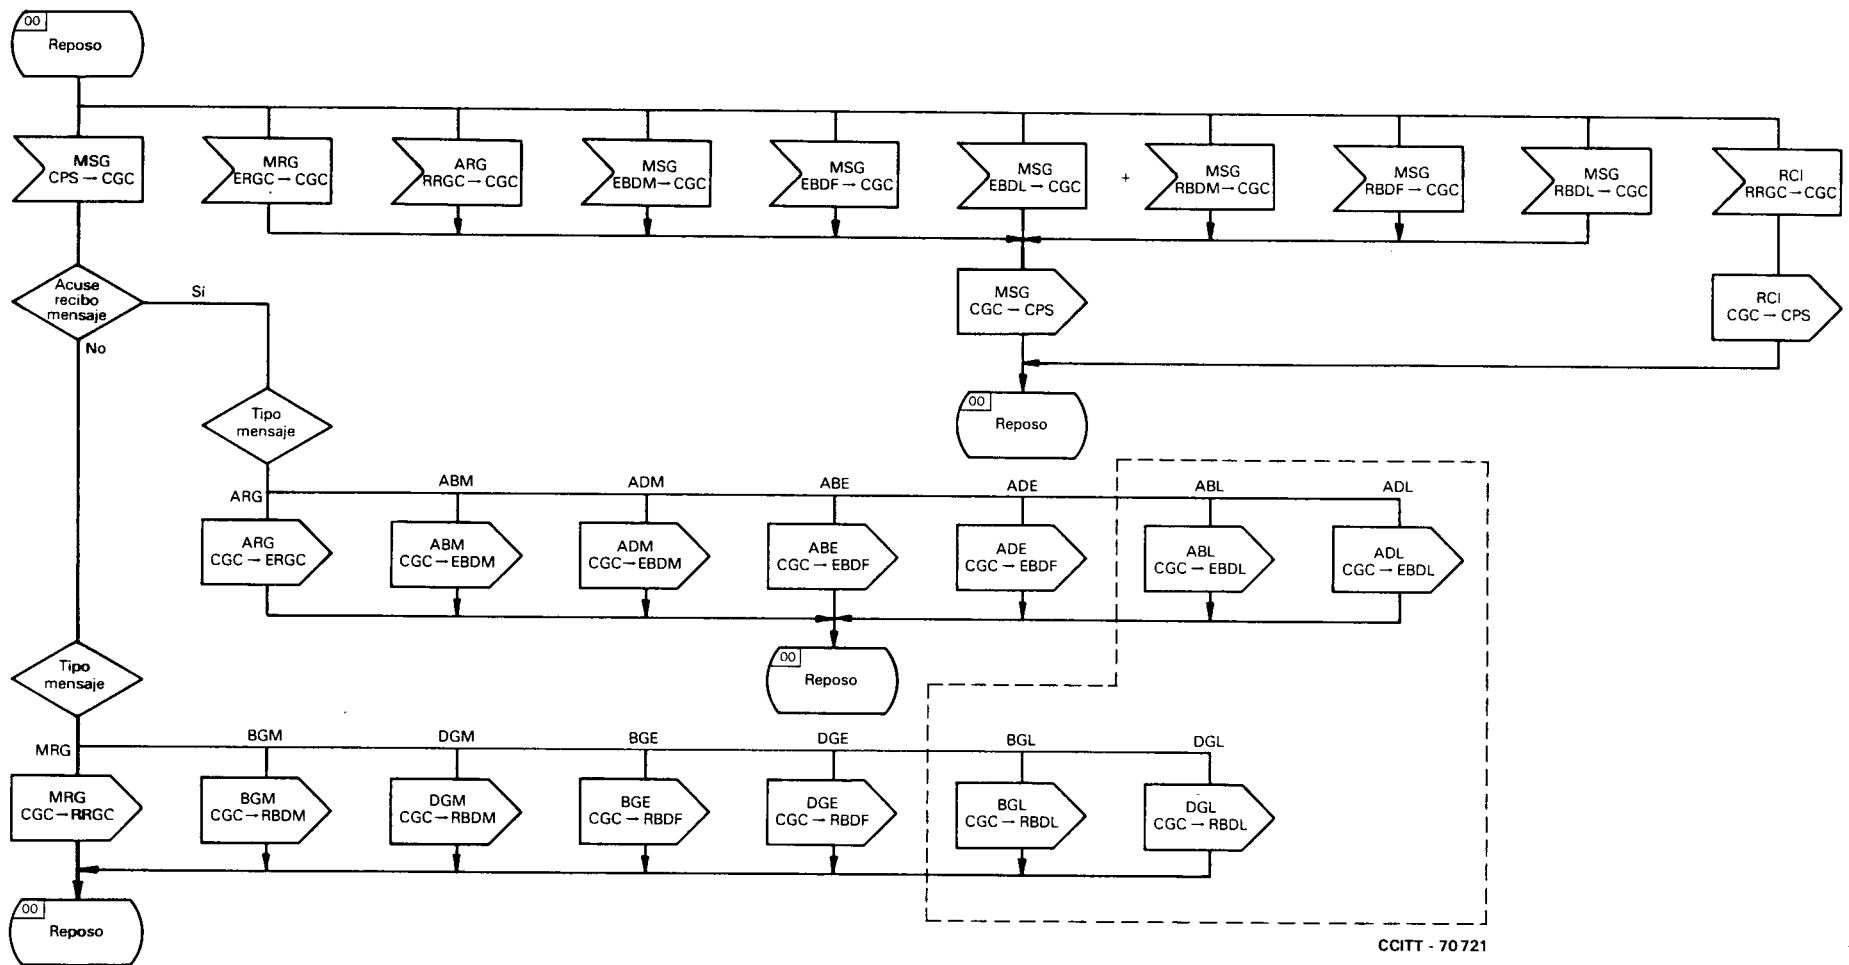 00
Reposo
MSG
CPS → CGC
MRG
ERGC → CGC
ARG
RRGC → CGC
MSG
EBDM → CGC
MSG
EBDF → CGC
MSG
EBDL → CGC
+
MSG
RBDM → CGC
MSG
RBDF → CGC
MSG
RBDL → CGC
RCI
RRGC → CGC
Acuse
recibo
mensaje
Si
No
MSG
CGC → CPS
RCI
CGC → CPS
00
Reposo
Tipo
mensaje
ARG
ABM
ADM
ABE
ADE
ABL
ADL
ARG
CGC → ERGC
ABM
CGC → EBDM
ADM
CGC → EBDM
ABE
CGC → EBDF
ADE
CGC → EBDF
ABL
CGC → EBDL
ADL
CGC → EBDL
00
Reposo
Tipo
mensaje
MRG
BGM
DGM
BGE
DGE
BGL
DGL
MRG
CGC → RRGC
BGM
CGC → RBDM
DGM
CGC → RBDM
BGE
CGC → RBDF
DGE
CGC → RBDF
BGL
CGC → RBDL
DGL
CGC → RBDL
00
Reposo
CCITT - 70 721